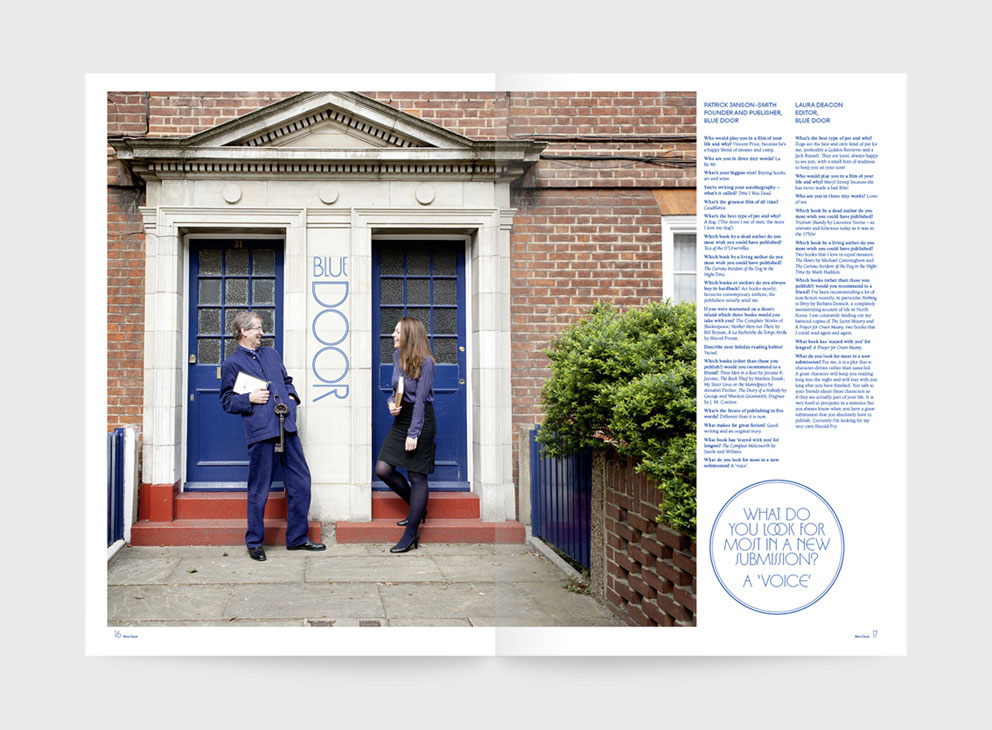 31
BLUE
DOOR
16 Blue Door
PATRICK JANSON-SMITH
FOUNDER AND PUBLISHER,
BLUE DOOR
Who would play you in a film of your
life and why? Vincent Price, because he's
a happy blend of sinister and camp.
Who are you in three tiny words? La
Bo Mi.
What's your biggest vice? Buying books,
art and wine.
You're writing your autobiography –
what's it called? Time I Was Dead.
What's the greatest film of all time?
Casablanca.
What's the best type of pet and why?
A dog. ('The more I see of men, the more
I love my dog').
Which book by a dead author do you
most wish you could have published?
Tess of the D'Urbervilles.
Which book by a living author do you
most wish you could have published?
The Curious Incident of the Dog in the
Night-Time.
Which books or authors do you always
buy in hardback? Art books mostly,
favourite contemporary authors, the
publishers usually send me.
If you were marooned on a desert
island which three books would you
take with you? The Complete Works of
Shakespeare; Neither Here nor There by
Bill Bryson; A La Recherche du Temps Perdu
by Marcel Proust.
Describe your holiday reading habits?
Varied.
Which books (other than those you
publish!) would you recommend to a
friend? Three Men in a Boat by Jerome K.
Jerome, The Book Thief by Markus Zusak;
My Sister Lives on the Mantelpiece by
Annabel Pitcher, The Diary of a Nobody by
George and Weedon Grossmith, Disgrace
by J. M. Coetzee.
What's the future of publishing in five
words? Different than it is now.
What makes for great fiction? Good
writing and an original story.
What book has 'stayed with you' for
longest? The Compleat Molesworth by
Searle and Willans.
What do you look for most in a new
submission? A 'voice'.
LAURA DEACON
EDITOR,
BLUE DOOR
What's the best type of pet and why?
Dogs are the best and only kind of pet for
me, preferably a Golden Retriever and a
Jack Russell. They are loyal, always happy
to see you, with a small hint of madness
to keep you on your toes!
Who would play you in a film of your
life and why? Meryl Streep because she
has never made a bad film!
Who are you in three tiny words? Lover
of tea.
Which book by a dead author do you
most wish you could have published?
Tristram Shandy by Laurence Sterne – as
relevant and hilarious today as it was in
the 1750s!
Which book by a living author do you
most wish you could have published?
Two books that I love in equal measure:
The Hours by Michael Cunningham and
The Curious Incident of the Dog in the Night-
Time by Mark Haddon.
Which books (other than those you
publish!) would you recommend to a
friend? I've been recommending a lot of
non-fiction recently, in particular Nothing
to Envy by Barbara Demick, a completely
mesmerising account of life in North
Korea. I am constantly lending out my
battered copies of The Secret History and
A Prayer for Owen Meany, two books that
I could read again and again.
What book has 'stayed with you' for
longest? A Prayer for Owen Meany.
What do you look for most in a new
submission? For me, it is a plot that is
character-driven rather than issue-led.
A great character will keep you reading
long into the night and will stay with you
long after you have finished. You talk to
your friends about these characters as
if they are actually part of your life. It is
very hard to pinpoint in a sentence but
you always know when you have a great
submission that you absolutely have to
publish. Currently I'm looking for my
very own Harold Fry.
WHAT DO
YOU LOOK FOR
MOST IN A NEW
SUBMISSION?
A 'VOICE'
Blue Door 17